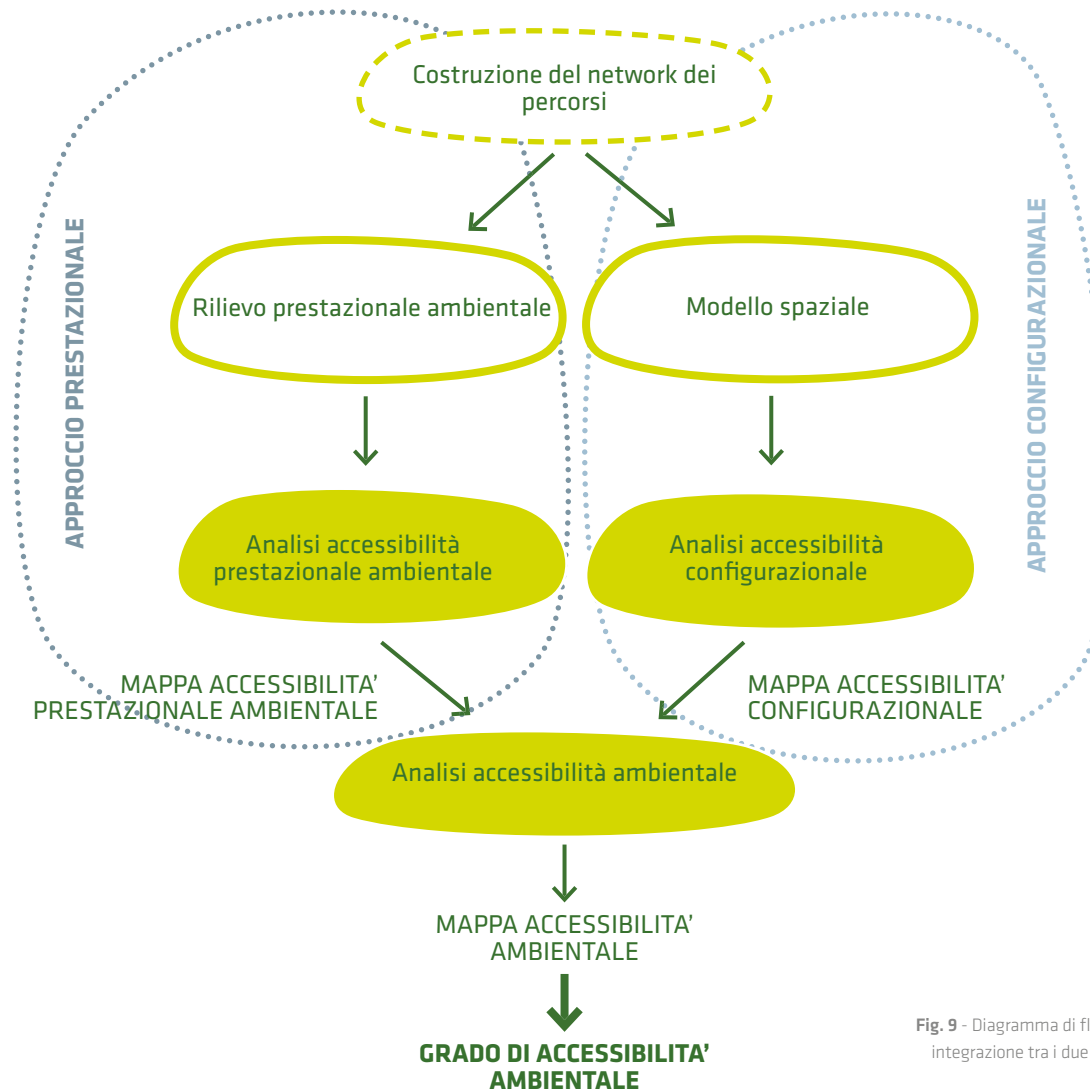 Costruzione del network dei
percorsi
APPROCCIO PRESTAZIONALE
APPROCCIO CONFIGURAZIONALE
Rilievo prestazionale ambientale
Modello spaziale
Analisi accessibilità
prestazionale ambientale
Analisi accessibilità
configurazionale
MAPPA ACCESSIBILITA’
PRESTAZIONALE AMBIENTALE
MAPPA ACCESSIBILITA’
CONFIGURAZIONALE
Analisi accessibilità ambientale
MAPPA ACCESSIBILITA’
AMBIENTALE
GRADO DI ACCESSIBILITA’
AMBIENTALE
Fig. 9 - Diagramma di
integrazione tra i due